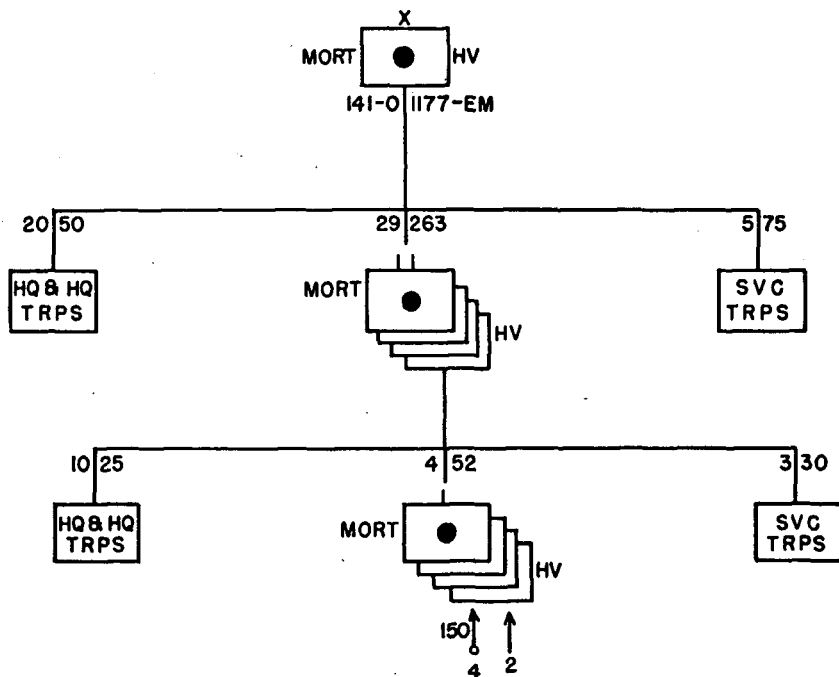 X
MORT HV
141-O 1177-EM
20 50 29 263 5 75
HQ & HQ
TRPS
MORT
HV
SVC
TRPS
10 25 4 52 3 30
HQ & HQ
TRPS
MORT
HV
SVC
TRPS
150
4 2